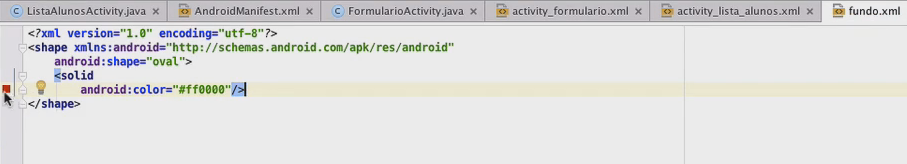 ListaAlunosActivity.java AndroidManifest.xml FormularioActivity.java activity_formulario.xml activity_lista_alunos.xml fundo.xml
<?xml version="1.0" encoding="utf-8"?>
<shape xmlns:android="http://schemas.android.com/apk/res/android"
android:shape="oval">
<solid
android:color="#ff0000"/>
</shape>